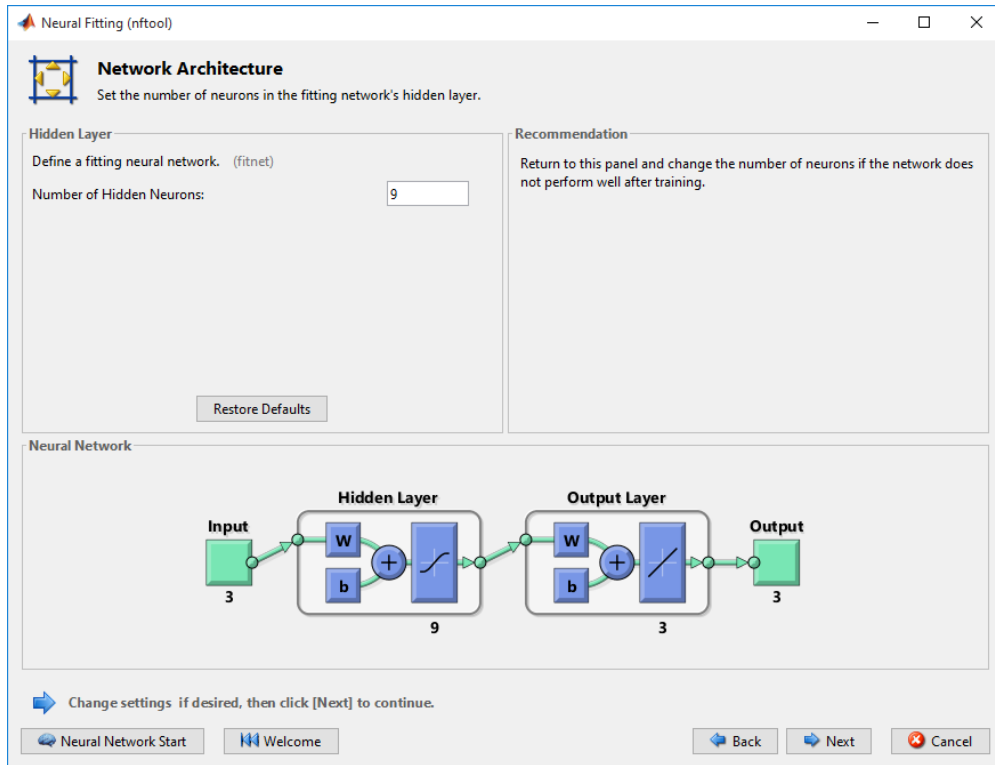 Neural Fitting (nftool)
Network Architecture
Set the number of neurons in the fitting network's hidden layer.
Hidden Layer
Define a fitting neural network. (fitnet)
Number of Hidden Neurons: 9
Restore Defaults
Recommendation
Return to this panel and change the number of neurons if the network does
not perform well after training.
Neural Network
Hidden Layer
Output Layer
Input
Output
W
b
+
W
b
+
3
9
3
3
Change settings if desired, then click [Next] to continue.
Neural Network Start
Welcome
Back
Next
Cancel